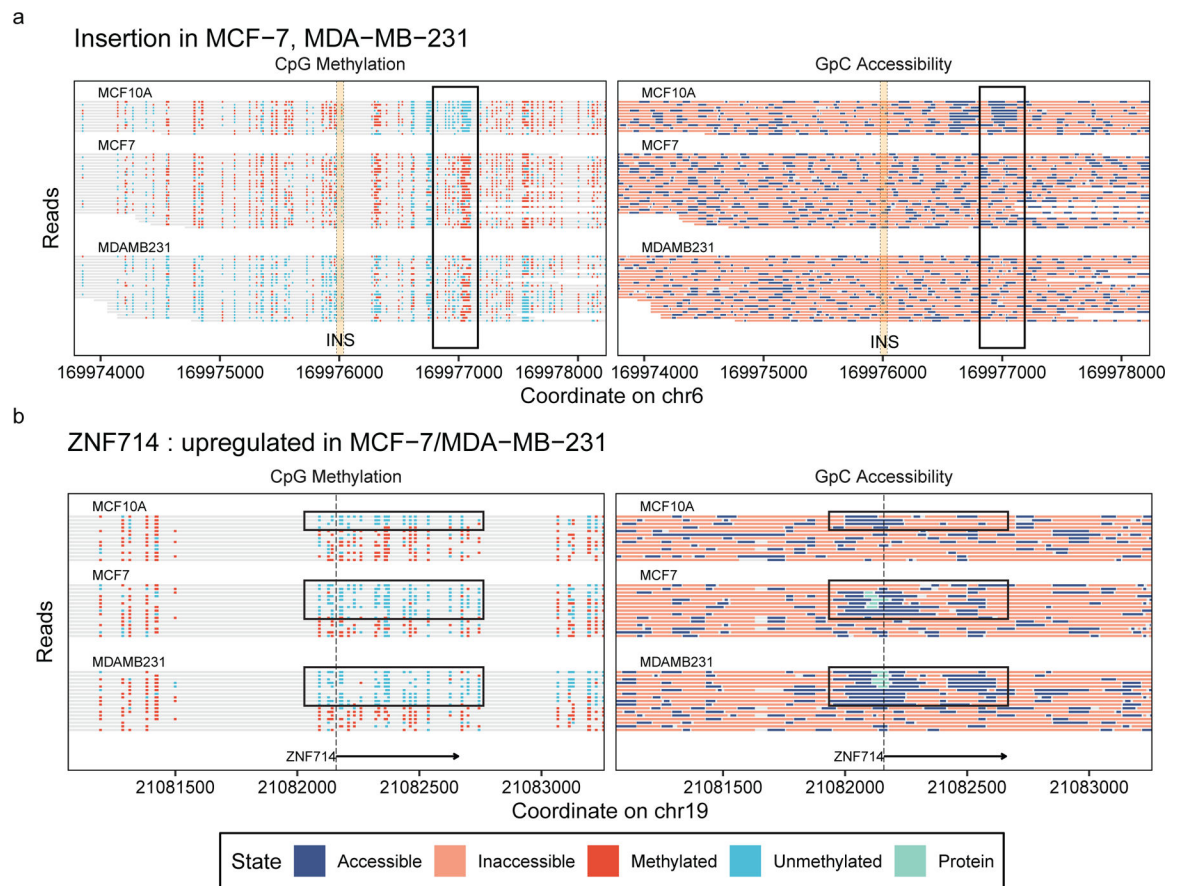 a
Insertion in MCF−7, MDA−MB−231
CpG Methylation
GpC Accessibility
MCF10A
MCF10A
MCF7
MCF7
Reads
MDAMB231
MDAMB231
INS
INS
169974000 169975000 169976000 169977000 169978000
169974000 169975000 169976000 169977000 169978000
Coordinate on chr6
b
ZNF714 : upregulated in MCF−7/MDA−MB−231
CpG Methylation
GpC Accessibility
MCF10A
MCF10A
MCF7
MCF7
Reads
MDAMB231
MDAMB231
ZNF714
ZNF714
21081500 21082000 21082500 21083000
21081500 21082000 21082500 21083000
Coordinate on chr19
State Accessible Inaccessible Methylated Unmethylated Protein